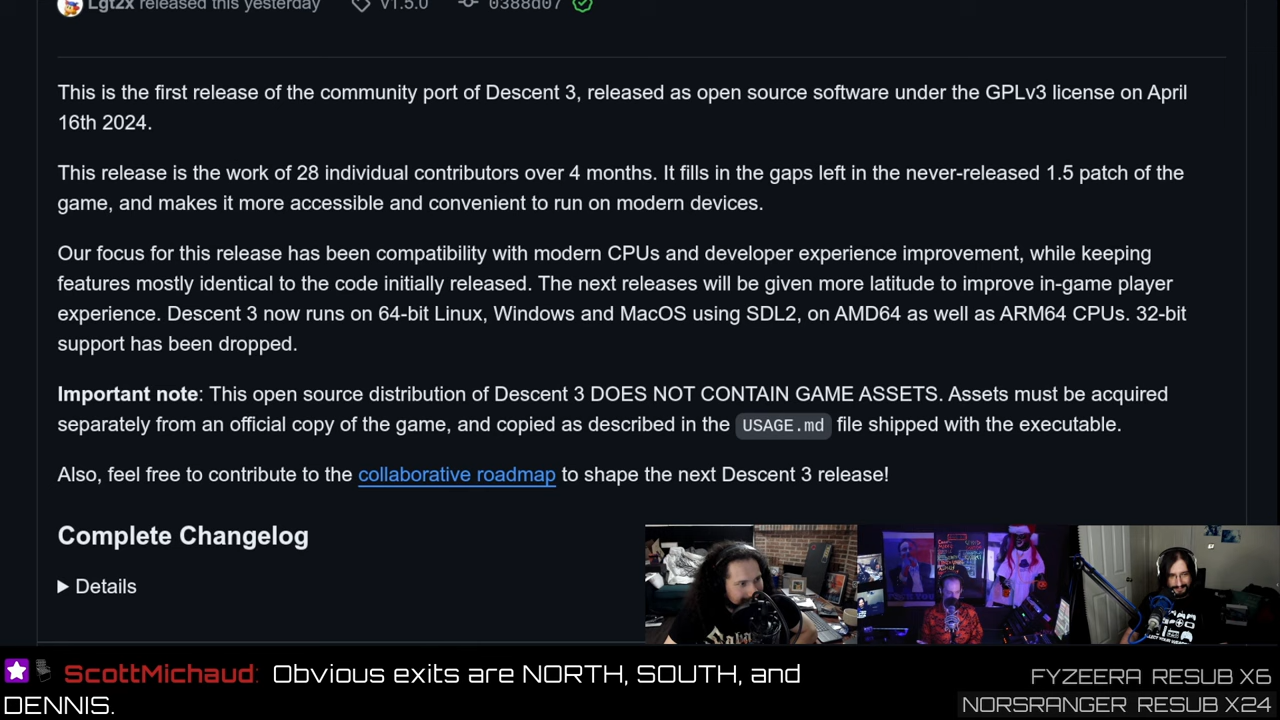 Lgt2x released this yesterday v1.5.0 0388d07
This is the first release of the community port of Descent 3, released as open source software under the GPLv3 license on April
16th 2024.
This release is the work of 28 individual contributors over 4 months. It fills in the gaps left in the never-released 1.5 patch of the
game, and makes it more accessible and convenient to run on modern devices.
Our focus for this release has been compatibility with modern CPUs and developer experience improvement, while keeping
features mostly identical to the code initially released. The next releases will be given more latitude to improve in-game player
experience. Descent 3 now runs on 64-bit Linux, Windows and MacOS using SDL2, on AMD64 as well as ARM64 CPUs. 32-bit
support has been dropped.
Important note: This open source distribution of Descent 3 DOES NOT CONTAIN GAME ASSETS. Assets must be acquired
separately from an official copy of the game, and copied as described in the USAGE.md file shipped with the executable.
Also, feel free to contribute to the collaborative roadmap to shape the next Descent 3 release!
Complete Changelog
Details
ScottMichaud: Obvious exits are NORTH, SOUTH, and
DENNIS.
FYZEERA RESUB X6
NORSRANGER RESUB X24